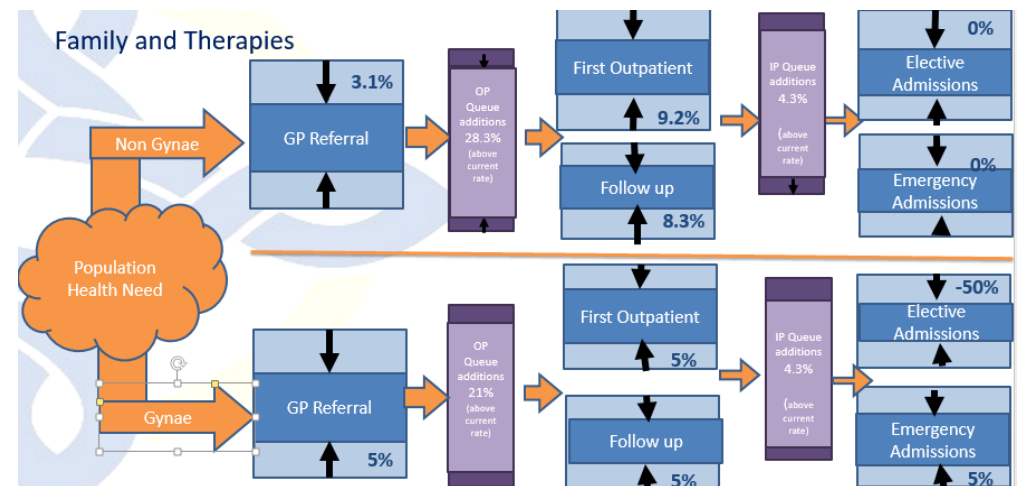 Family and Therapies
Non Gynae
3.1%
GP Referral
OP
Queue
additions
28.3%
(above
current
rate)
First Outpatient
9.2%
Follow up
8.3%
IP Queue
additions
4.3%
(above
current
rate)
0%
Elective
Admissions
0%
Emergency
Admissions
Population
Health Need
Gynae
GP Referral
5%
OP
Queue
additions
21%
(above
current
rate)
First Outpatient
5%
Follow up
5%
IP Queue
additions
4.3%
(above
current
rate)
-50%
Elective
Admissions
Emergency
Admissions
5%